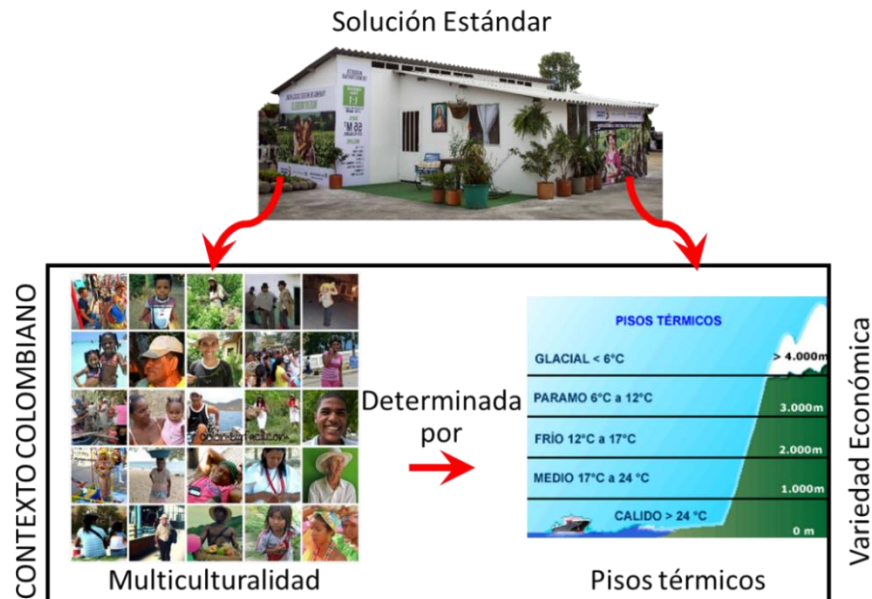 Solución Estándar
CONTEXTO COLOMBIANO
Determinada
por
Multiculturalidad
PISOS TÉRMICOS
GLACIAL < 6°C
> 4.000m
PARAMO 6°C a 12°C
3.000m
FRÍO 12°C a 17°C
2.000m
MEDIO 17°C a 24 °C
1.000m
CALIDO > 24 °C
0 m
Pisos térmicos
Variedad Económica